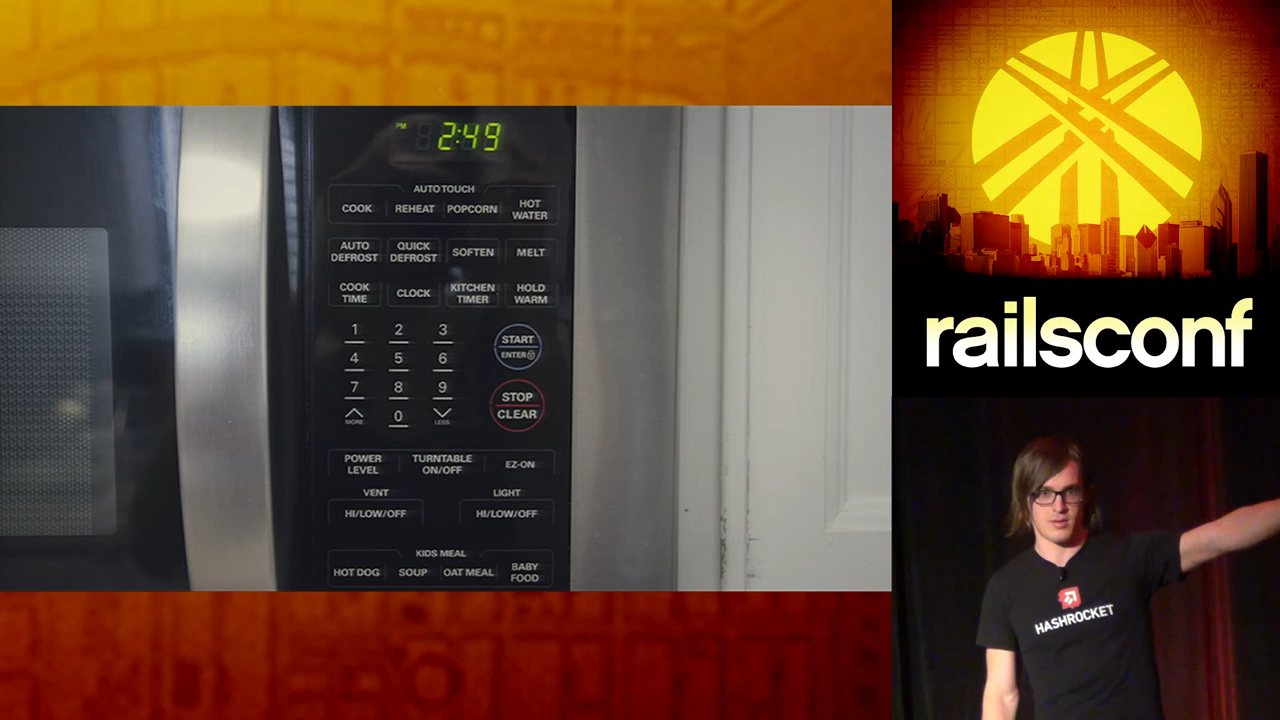 PM 2:49
AUTO TOUCH
COOK REHEAT POPCORN HOT WATER
AUTO DEFROST QUICK DEFROST SOFTEN MELT
COOK TIME CLOCK KITCHEN TIMER HOLD WARM
1 2 3
START
ENTER
4 5 6
7 8 9
STOP
CLEAR
MORE 0 LESS
POWER LEVEL TURNTABLE ON/OFF EZ-ON
VENT LIGHT
HI/LOW/OFF HI/LOW/OFF
KIDS MEAL
HOT DOG SOUP OAT MEAL BABY FOOD
railsconf
HASHROCKET